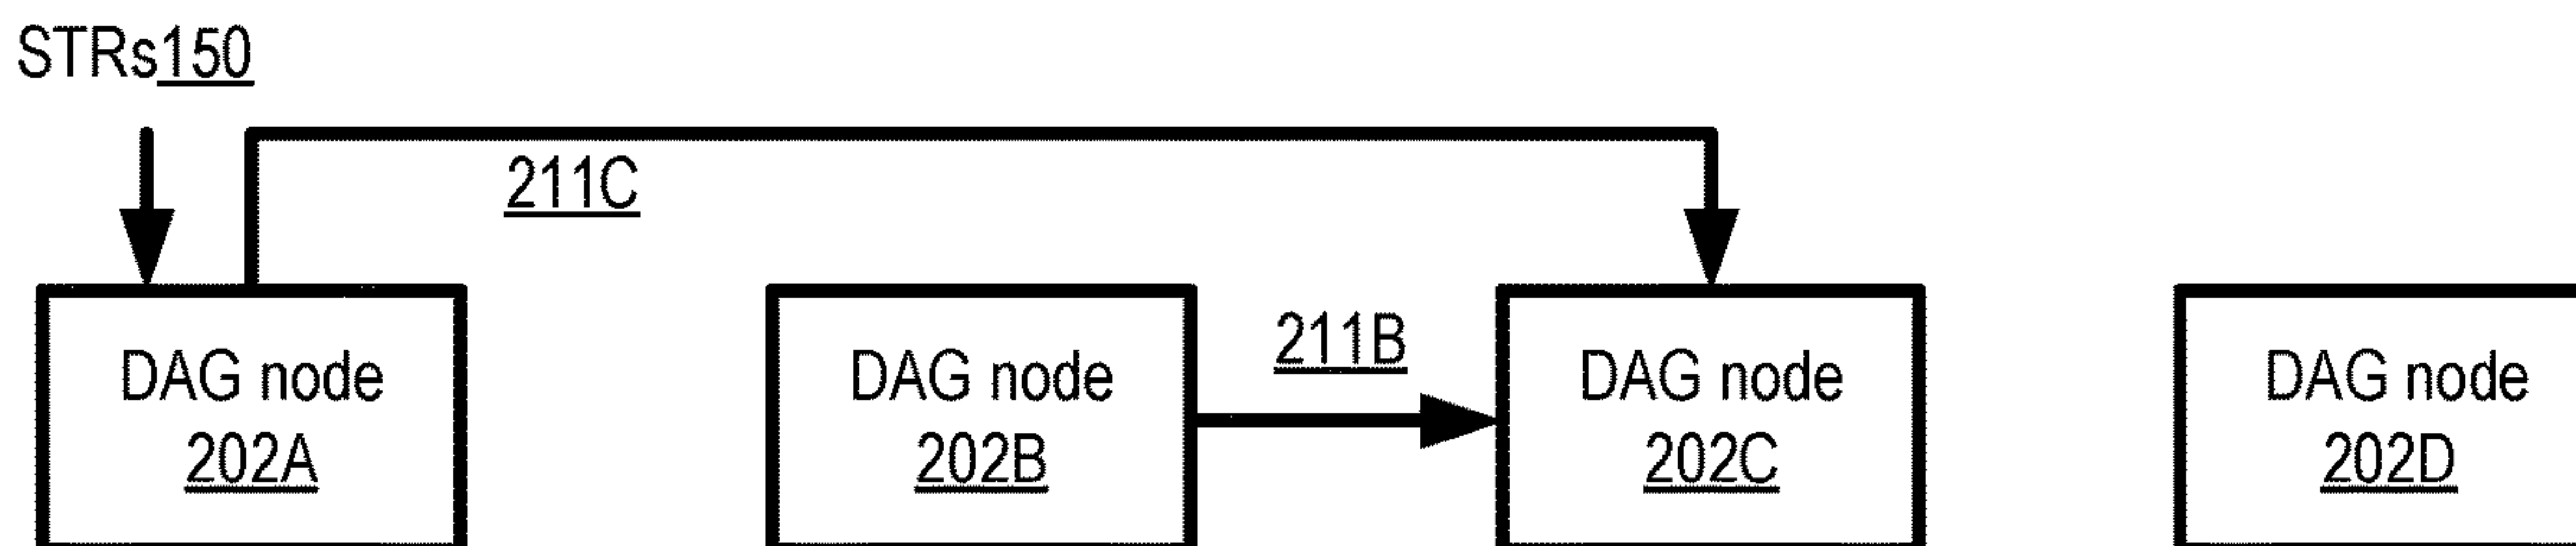 STRs150
211C
211B
DAG node
202A
DAG node
202B
DAG node
202C
DAG node
202D